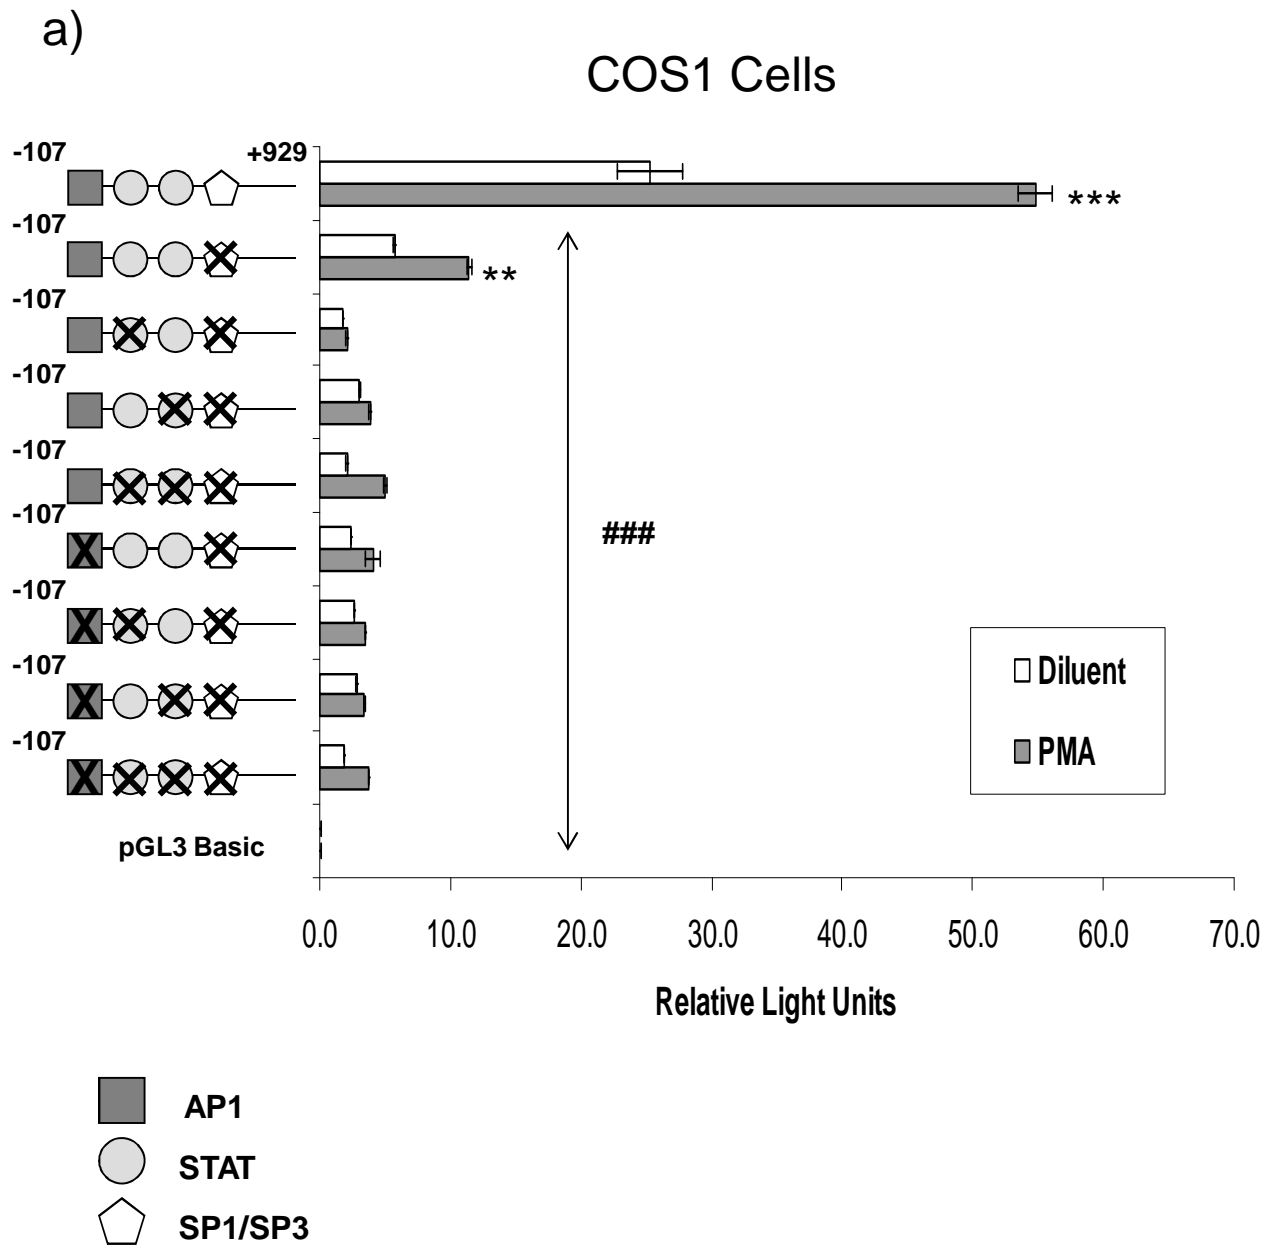 a)
COS1 Cells
-107 +929
***
-107
**
-107
-107
-107
-107
###
-107
-107
-107
pGL3 Basic
Diluent
PMA
0.0 10.0 20.0 30.0 40.0 50.0 60.0 70.0
Relative Light Units
AP1
STAT
SP1/SP3